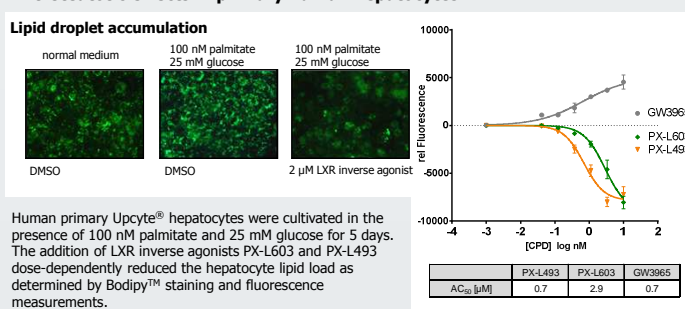 Lipid droplet accumulation
normal medium
100 nM palmitate
25 mM glucose
100 nM palmitate
25 mM glucose
DMSO
DMSO
2 µM LXR inverse agonist
Human primary Upcyte® hepatocytes were cultivated in the
presence of 100 nM palmitate and 25 mM glucose for 5 days.
The addition of LXR inverse agonists PX-L603 and PX-L493
dose-dependently reduced the hepatocyte lipid load as
determined by Bodipy™ staining and fluorescence
measurements.
rel Fluorescence
10000
5000
0
-5000
-10000
-4
-3
-2
-1
0
1
2
[CPD] log nM
GW3965
PX-L603
PX-L493
PX-L493 PX-L603 GW3965
AC50 [µM] 0.7 2.9 0.7